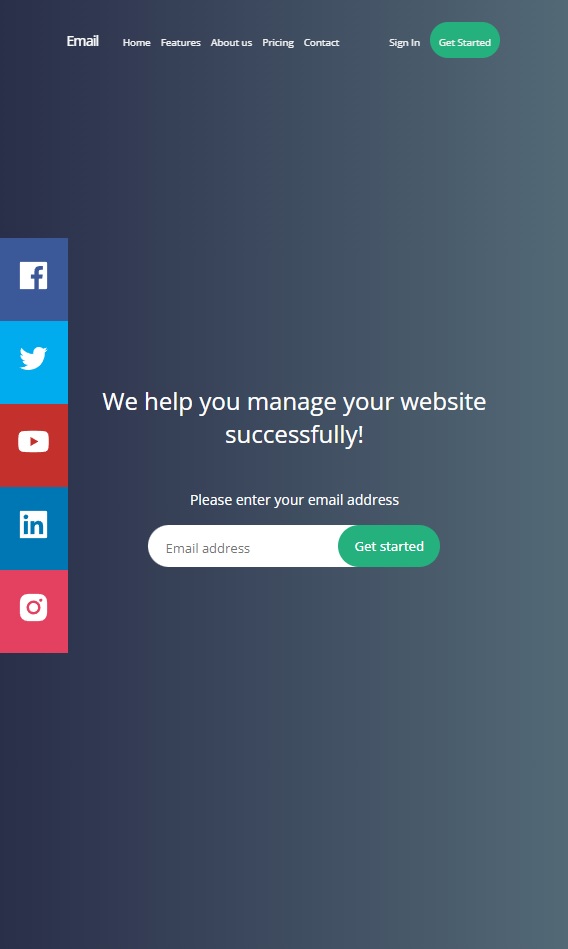 Email Home Features About us Pricing Contact Sign In Get Started
We help you manage your website
successfully!
Please enter your email address
Email address Get started